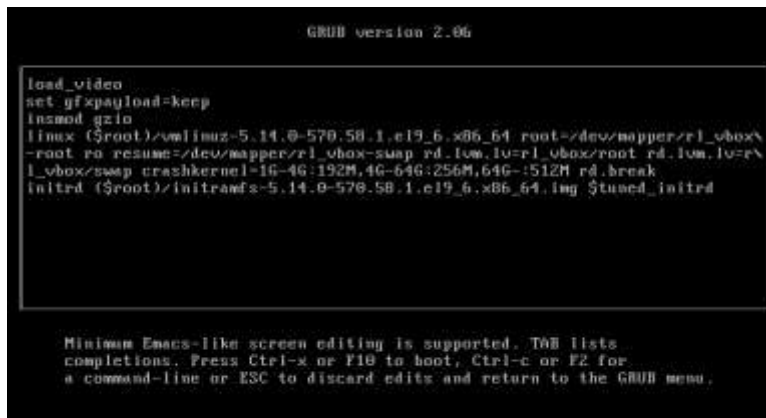 GRUB version 2.06
load_video
set gfxpayload=keep
insmod gzio
linux ($root)/vmlinuz-5.14.0-570.58.1.el9_6.x86_64 root=/dev/mapper/rl_vbox\
-root ro resume=/dev/mapper/rl_vbox-swap rd.lvm.lv=rl_vbox/root rd.lvm.lv=r\
l_vbox/swap crashkernel=1G-4G:192M,4G-64G:256M,64G-:512M rd.break
initrd ($root)/initramfs-5.14.0-570.58.1.el9_6.x86_64.img $tuned_initrd
Minimum Emacs-like screen editing is supported. TAB lists
completions. Press Ctrl-x or F10 to boot, Ctrl-c or F2 for
a command-line or ESC to discard edits and return to the GRUB menu.